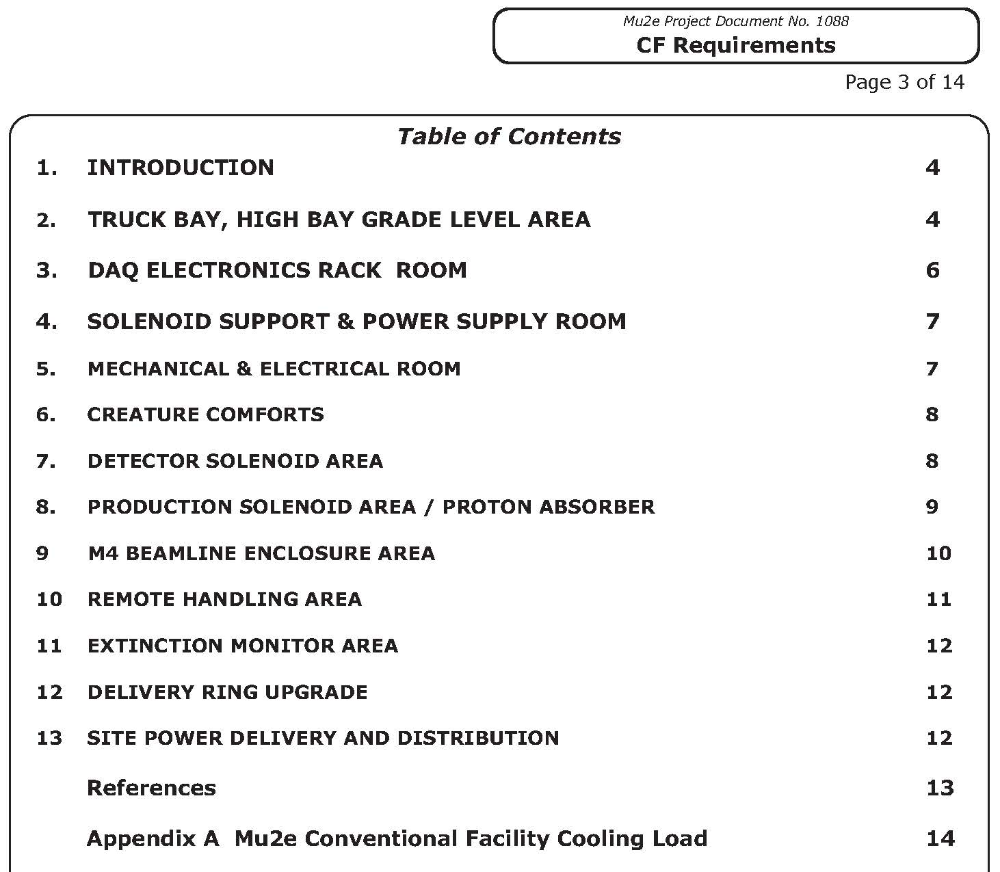 Mu2e Project Document No. 1088
CF Requirements
Page 3 of 14
Table of Contents
1. INTRODUCTION 4
2. TRUCK BAY, HIGH BAY GRADE LEVEL AREA 4
3. DAQ ELECTRONICS RACK ROOM 6
4. SOLENOID SUPPORT & POWER SUPPLY ROOM 7
5. MECHANICAL & ELECTRICAL ROOM 7
6. CREATURE COMFORTS 8
7. DETECTOR SOLENOID AREA 8
8. PRODUCTION SOLENOID AREA / PROTON ABSORBER 9
9 M4 BEAMLINE ENCLOSURE AREA 10
10 REMOTE HANDLING AREA 11
11 EXTINCTION MONITOR AREA 12
12 DELIVERY RING UPGRADE 12
13 SITE POWER DELIVERY AND DISTRIBUTION 12
References 13
Appendix A Mu2e Conventional Facility Cooling Load 14